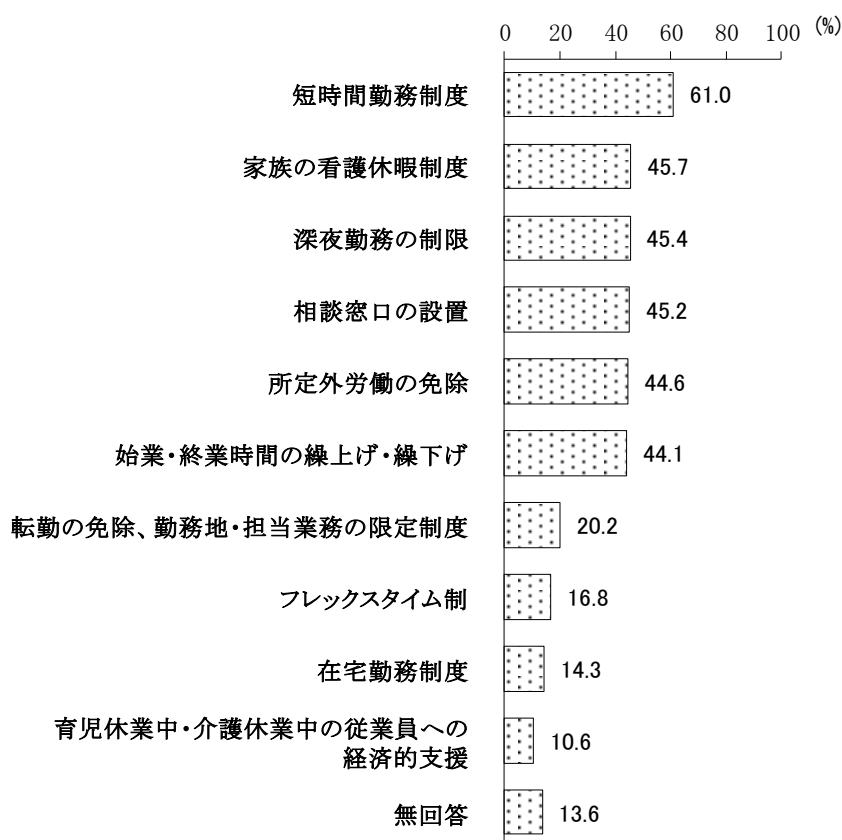 0 20 40 60 80 100 (%)
短時間勤務制度 61.0
家族の看護休暇制度 45.7
深夜勤務の制限 45.4
相談窓口の設置 45.2
所定外労働の免除 44.6
始業・終業時間の繰上げ・繰下げ 44.1
転勤の免除、勤務地・担当業務の限定制度 20.2
フレックスタイム制 16.8
在宅勤務制度 14.3
育児休業中・介護休業中の従業員への
経済的支援 10.6
無回答 13.6